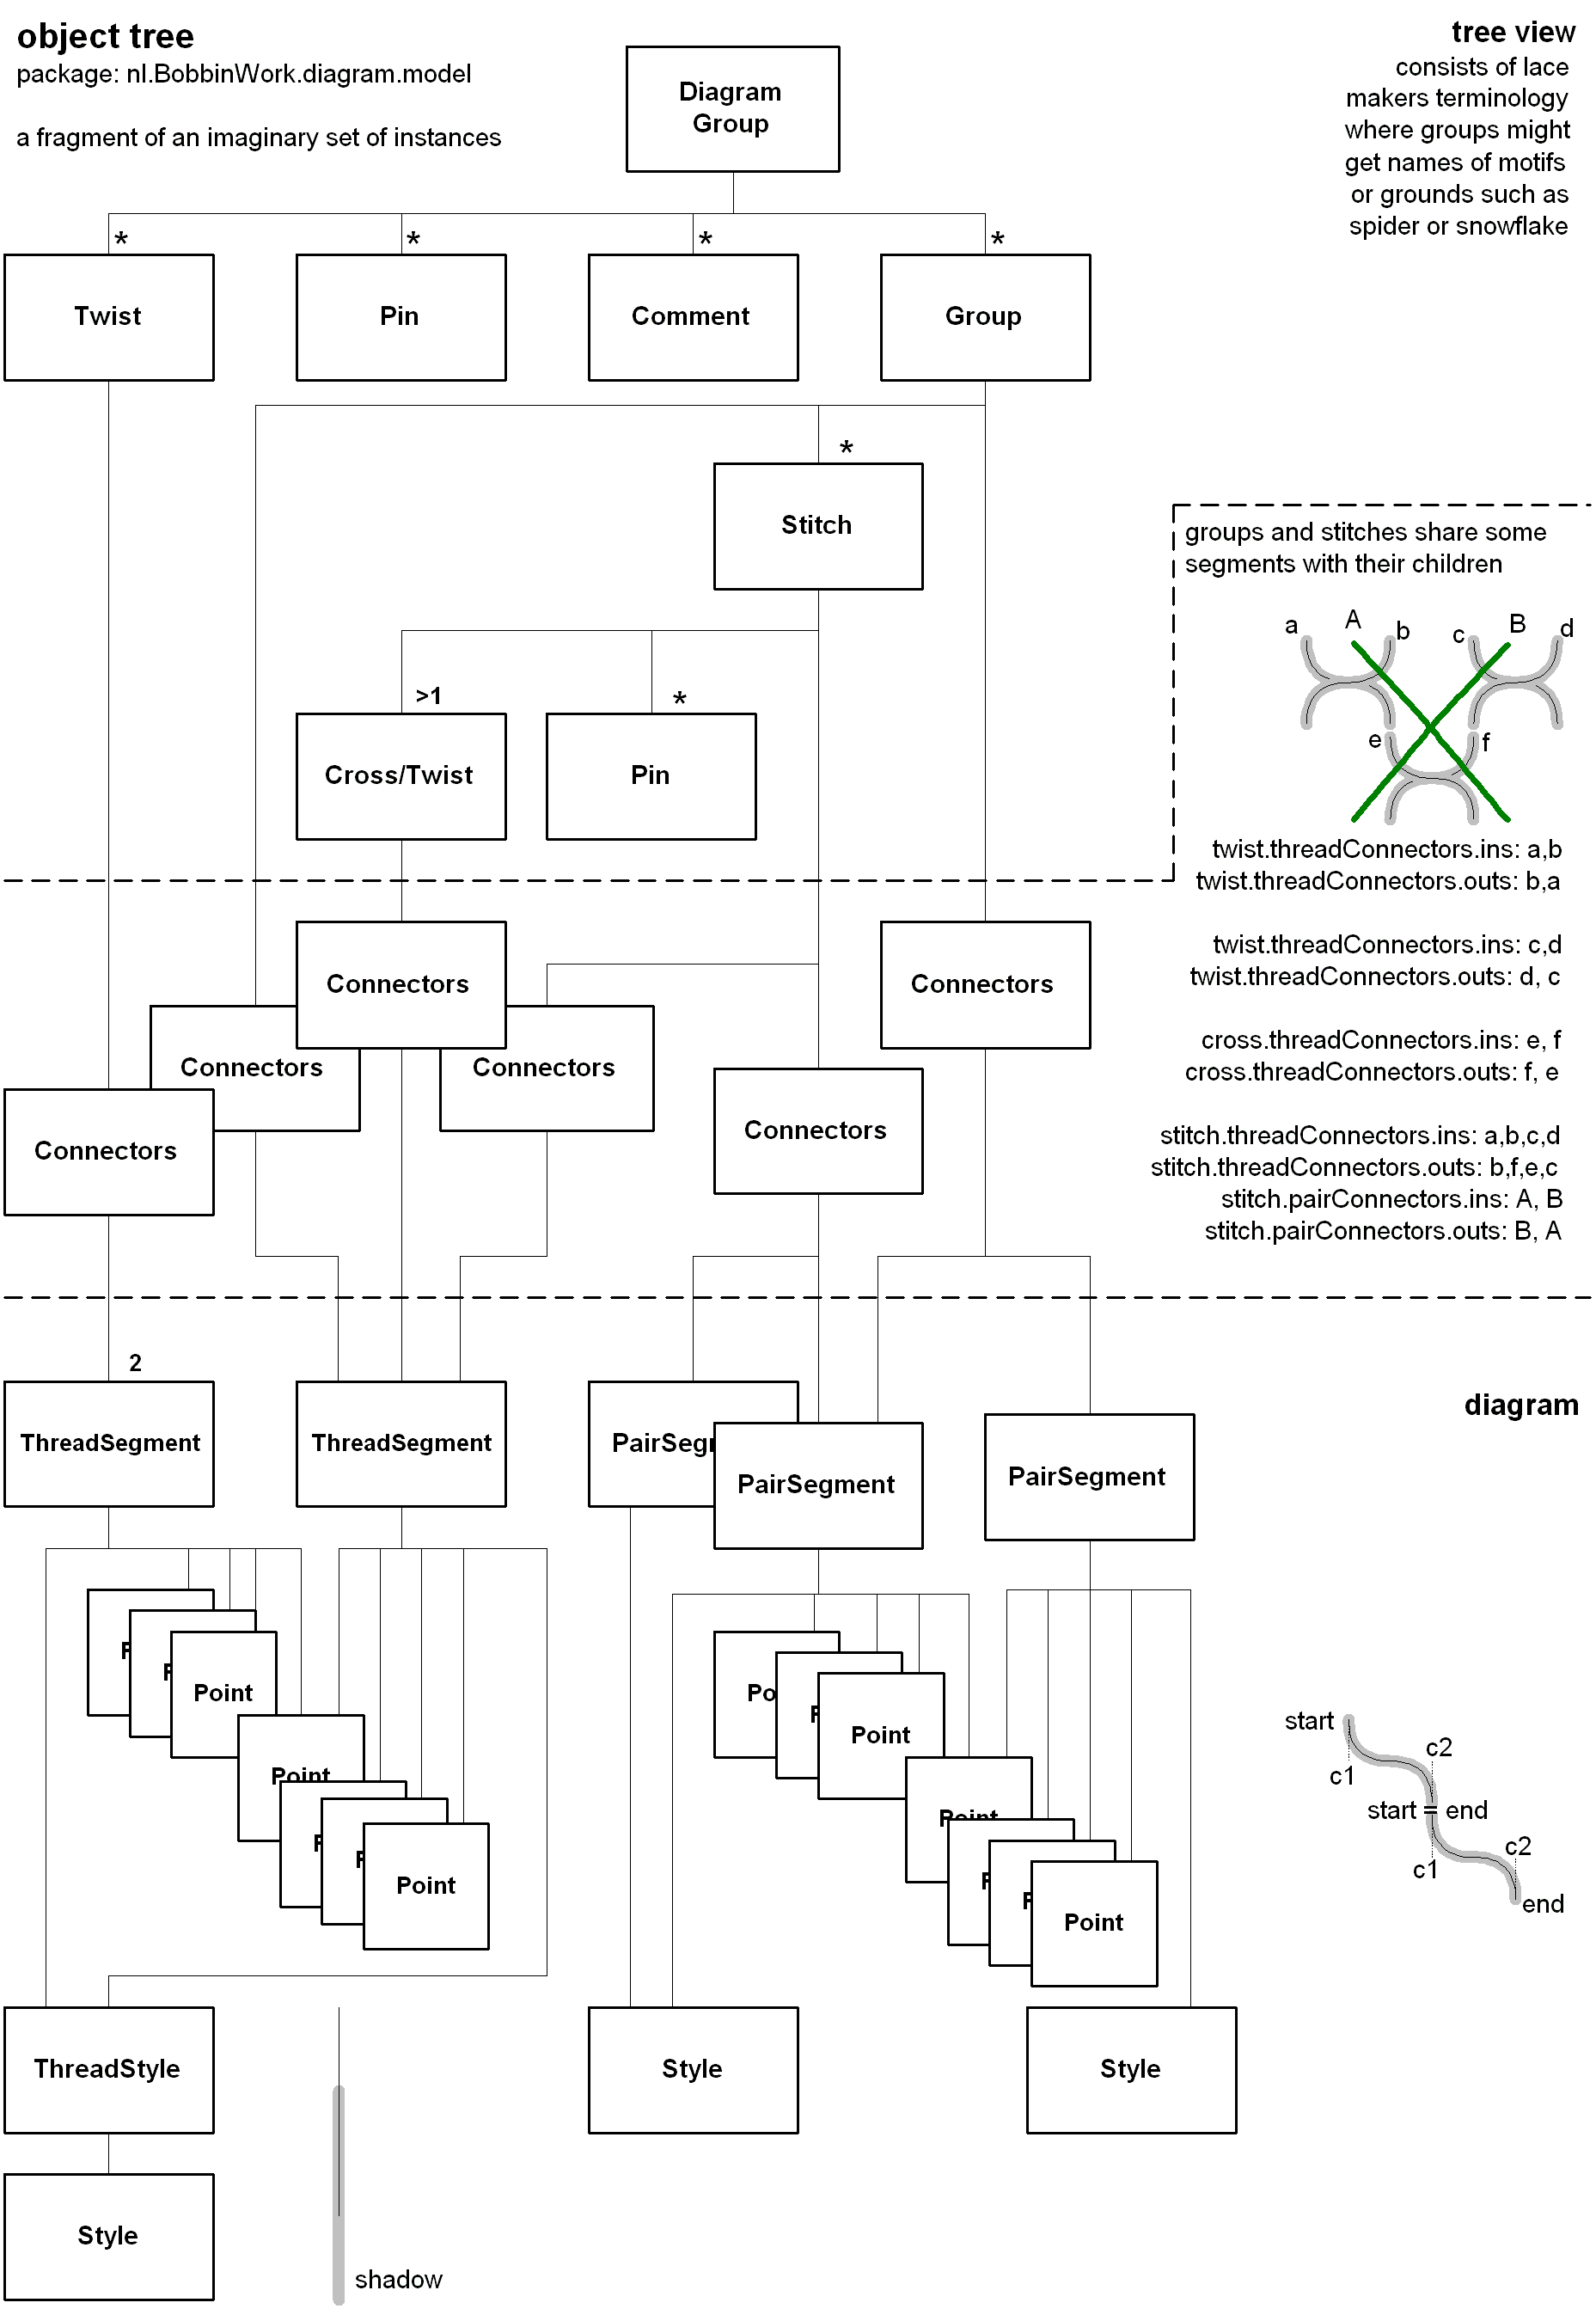 object tree
package: nl.BobbinWork.diagram.model
a fragment of an imaginary set of instances
tree view
consists of lace
makers terminology
where groups might
get names of motifs
or grounds such as
spider or snowflake
Diagram
Group
* * * *
Twist Pin Comment Group
*
Stitch
>1 *
Cross/Twist Pin
groups and stitches share some
segments with their children
a A b c B d
e f
twist.threadConnectors.ins: a,b
twist.threadConnectors.outs: b,a
twist.threadConnectors.ins: c,d
twist.threadConnectors.outs: d, c
cross.threadConnectors.ins: e, f
cross.threadConnectors.outs: f, e
stitch.threadConnectors.ins: a,b,c,d
stitch.threadConnectors.outs: b,f,e,c
stitch.pairConnectors.ins: A, B
stitch.pairConnectors.outs: B, A
Connectors Connectors
Connectors Connectors
Connectors
Connectors
2
diagram
ThreadSegment ThreadSegment
PairSegment
PairSegment
Point
Point
Point
Point
Point
Point
start
c2
c1
start = end
c2
c1
end
ThreadStyle Style Style
Style
shadow